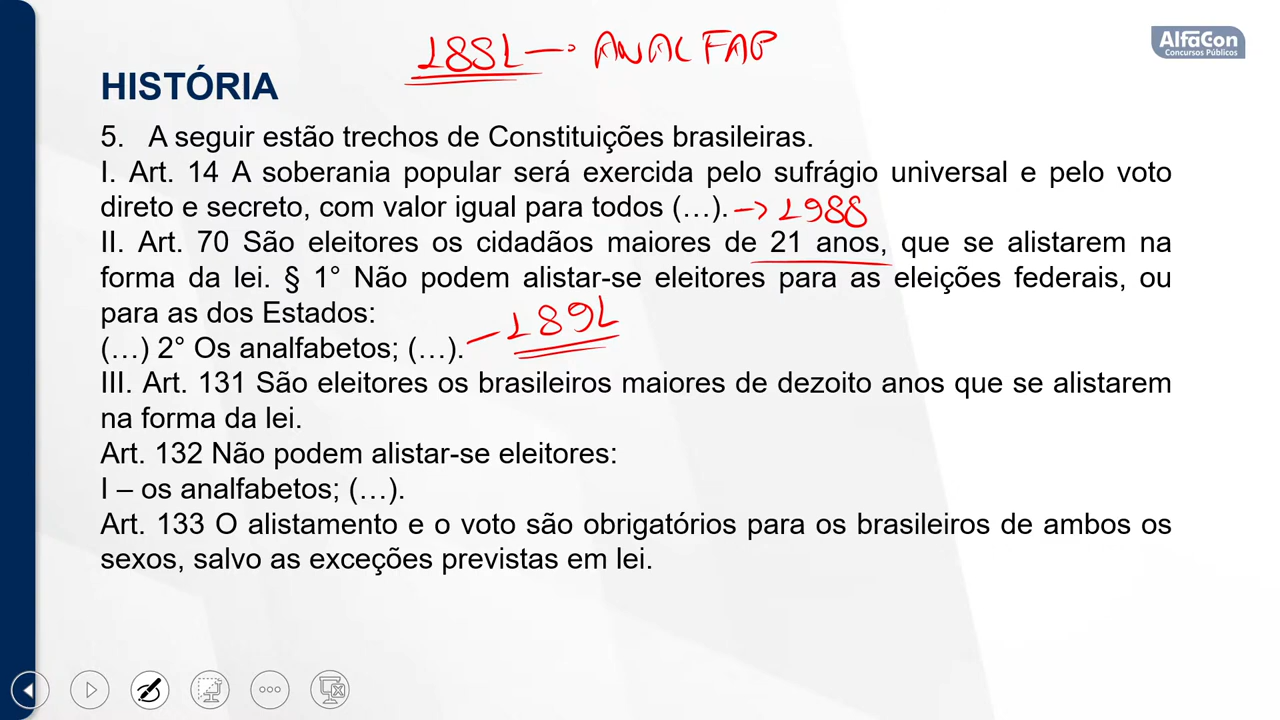 1881 → ANALFAB
AlfaCon
Concursos Públicos
HISTÓRIA
5. A seguir estão trechos de Constituições brasileiras.
I. Art. 14 A soberania popular será exercida pelo sufrágio universal e pelo voto
direto e secreto, com valor igual para todos (…). → 1988
II. Art. 70 São eleitores os cidadãos maiores de 21 anos, que se alistarem na
forma da lei. § 1° Não podem alistar-se eleitores para as eleições federais, ou
para as dos Estados:
(…) 2° Os analfabetos; (…). – 1891
III. Art. 131 São eleitores os brasileiros maiores de dezoito anos que se alistarem
na forma da lei.
Art. 132 Não podem alistar-se eleitores:
I – os analfabetos; (…).
Art. 133 O alistamento e o voto são obrigatórios para os brasileiros de ambos os
sexos, salvo as exceções previstas em lei.